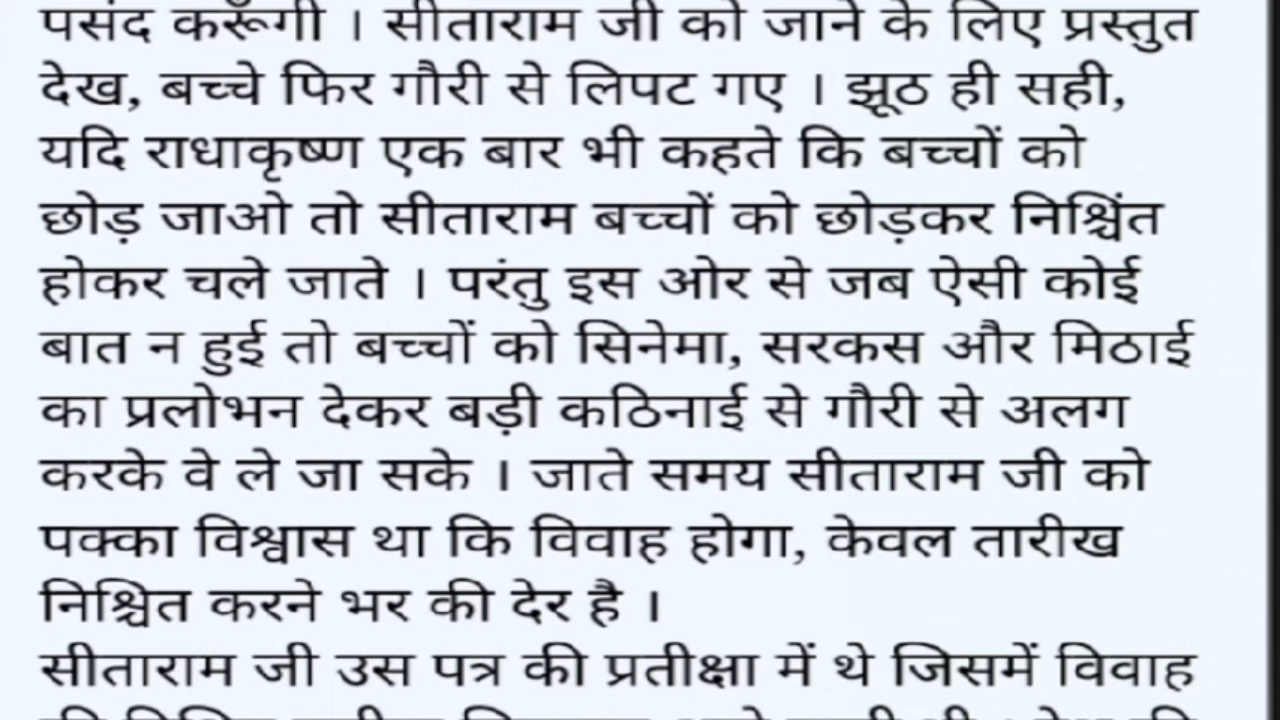 पसंद करूँगी । सीताराम जी को जाने के लिए प्रस्तुत
देख, बच्चे फिर गौरी से लिपट गए । झूठ ही सही,
यदि राधाकृष्ण एक बार भी कहते कि बच्चों को
छोड़ जाओ तो सीताराम बच्चों को छोड़कर निश्चिंत
होकर चले जाते । परंतु इस ओर से जब ऐसी कोई
बात न हुई तो बच्चों को सिनेमा, सरकस और मिठाई
का प्रलोभन देकर बड़ी कठिनाई से गौरी से अलग
करके वे ले जा सके । जाते समय सीताराम जी को
पक्का विश्वास था कि विवाह होगा, केवल तारीख
निश्चित करने भर की देर है ।
सीताराम जी उस पत्र की प्रतीक्षा में थे जिसमें विवाह